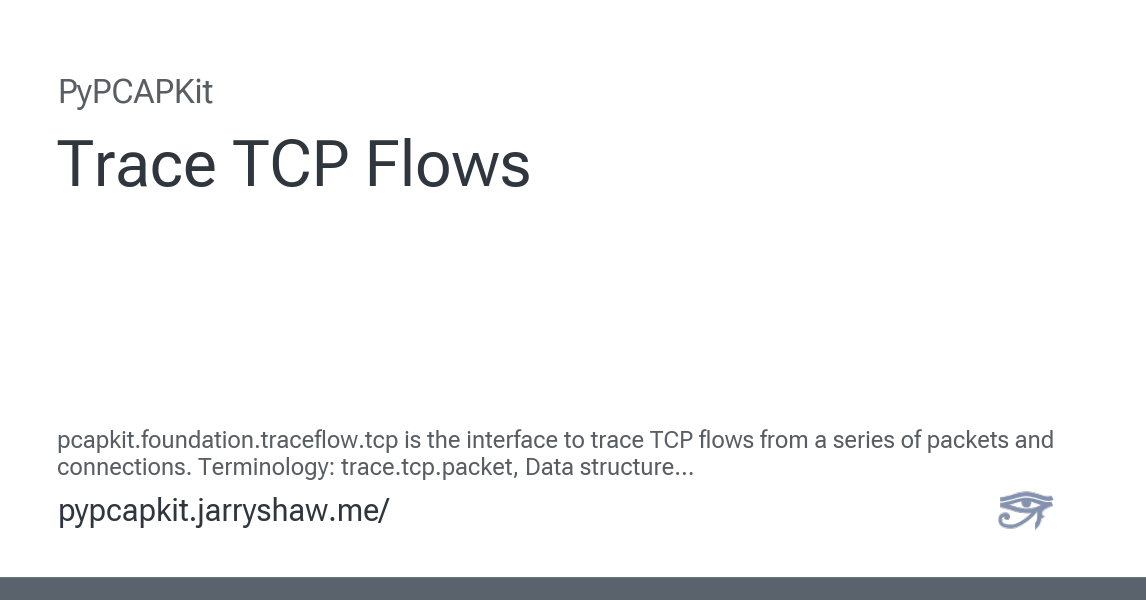 PyPCAPKit
Trace TCP Flows
pcapkit.foundation.traceflow.tcp is the interface to trace TCP flows from a series of packets and
connections. Terminology: trace.tcp.packet, Data structure...
pypcapkit.jarryshaw.me/